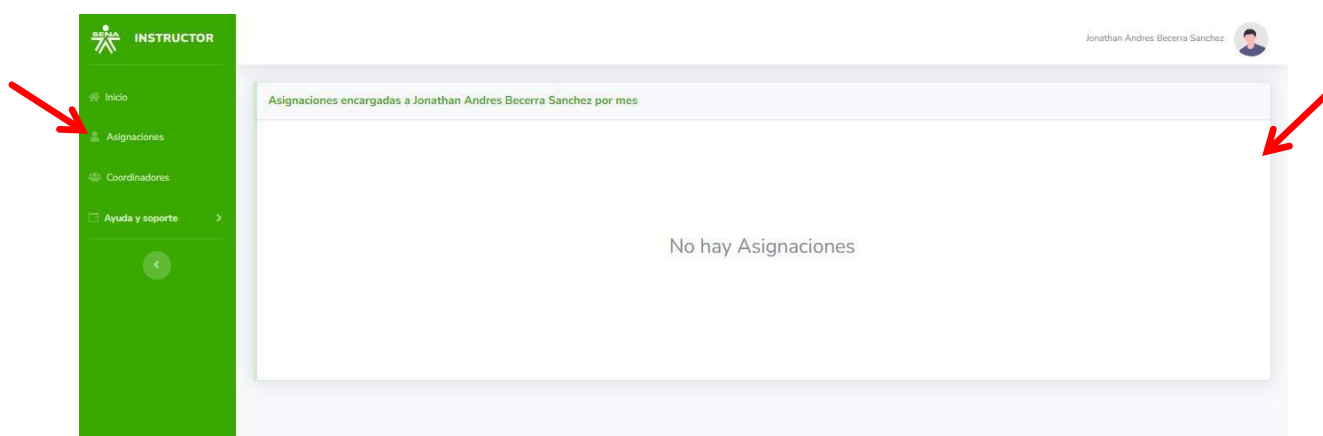 SENA INSTRUCTOR
Jonathan Andres Becerra Sanchez
Inicio
Asignaciones encargadas a Jonathan Andres Becerra Sanchez por mes
Asignaciones
Coordinadores
Ayuda y soporte
No hay Asignaciones